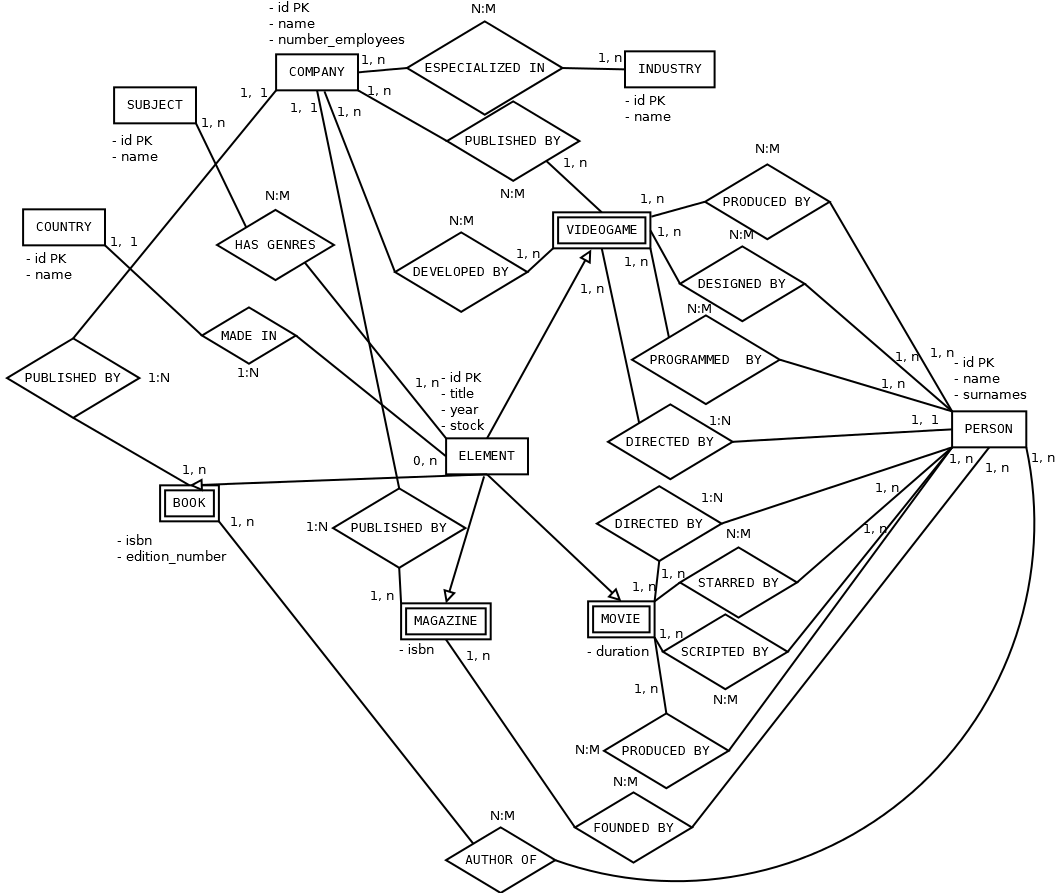 - id PK
- name
- number_employees
N:M
COMPANY
1, n
ESPECIALIZED IN
1, n
INDUSTRY
- id PK
- name
1, 1
1, 1
1, n
1, n
SUBJECT
1, n
- id PK
- name
PUBLISHED BY
1, n
N:M
N:M
PRODUCED BY
1, n
COUNTRY
1, 1
- id PK
- name
N:M
HAS GENRES
N:M
DEVELOPED BY
1, n
VIDEOGAME
1, n
N:M
DESIGNED BY
1, n
1, n
N:M
PROGRAMMED BY
1, n
1, n
1, n
- id PK
- name
- surnames
MADE IN
1:N
PUBLISHED BY
1:N
1, n
- id PK
- title
- year
- stock
ELEMENT
0, n
1:N
DIRECTED BY
1, 1
PERSON
1, n
1, n
1, n
1, n
BOOK
1, n
1, n
- isbn
- edition_number
1:N
PUBLISHED BY
1:N
DIRECTED BY
1, n
N:M
STARRED BY
1, n
1, n
1, n
1, n
MAGAZINE
- isbn
1, n
MOVIE
- duration
1, n
SCRIPTED BY
N:M
1, n
N:M
PRODUCED BY
N:M
FOUNDED BY
N:M
AUTHOR OF